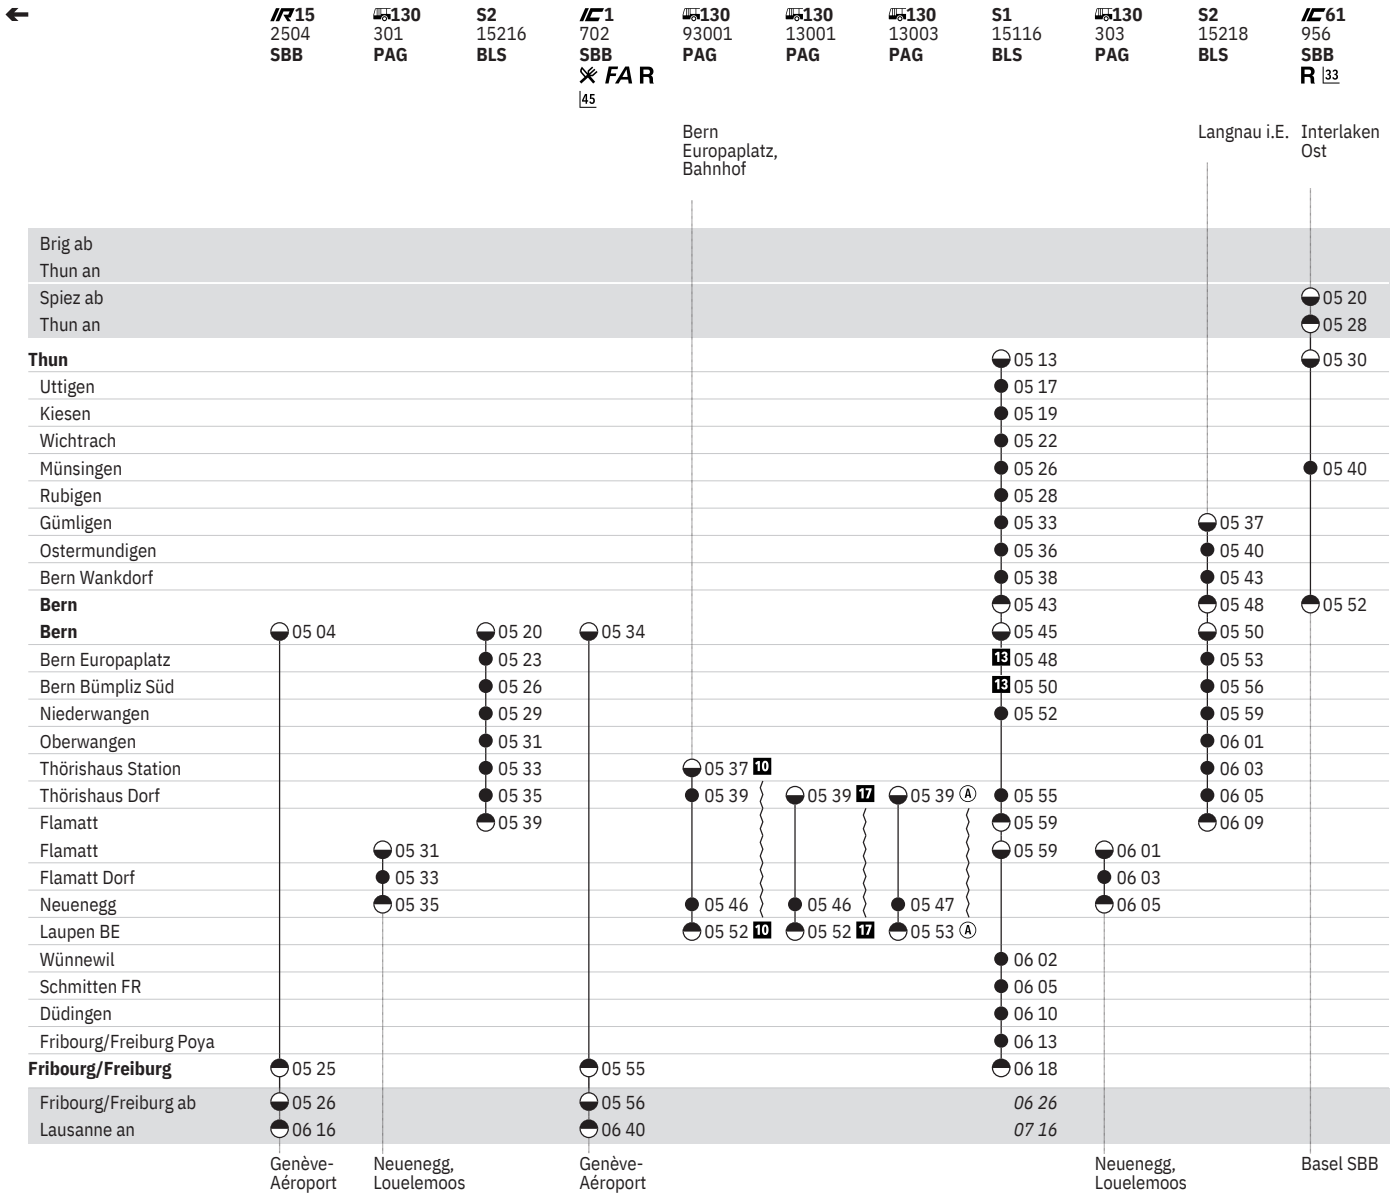 IR15 130 S2 IC1 130 130 130 S1 130 S2 IC61
2504 301 15216 702 93001 13001 13003 15116 303 15218 956
SBB PAG BLS SBB PAG PAG PAG BLS PAG BLS SBB
FA R R 33
45
Bern Langnau i.E. Interlaken
Europaplatz, Ost
Bahnhof
Brig ab
Thun an
Spiez ab 05 20
Thun an 05 28
Thun 05 13 05 30
Uttigen 05 17
Kiesen 05 19
Wichtrach 05 22
Münsingen 05 26 05 40
Rubigen 05 28
Gümligen 05 33 05 37
Ostermundigen 05 36 05 40
Bern Wankdorf 05 38 05 43
Bern 05 43 05 48 05 52
Bern 05 04 05 20 05 34 05 45 05 50
Bern Europaplatz 05 23 13 05 48 05 53
Bern Bümpliz Süd 05 26 13 05 50 05 56
Niederwangen 05 29 05 52 05 59
Oberwangen 05 31 06 01
Thörishaus Station 05 33 05 37 10 06 03
Thörishaus Dorf 05 35 05 39 05 39 17 05 39 A 05 55 06 05
Flamatt 05 39 05 59 06 09
Flamatt 05 31 05 59 06 01
Flamatt Dorf 05 33 06 03
Neuenegg 05 35 05 46 05 46 05 47 06 05
Laupen BE 05 52 10 05 52 17 05 53 A
Wünnewil 06 02
Schmitten FR 06 05
Düdingen 06 10
Fribourg/Freiburg Poya 06 13
Fribourg/Freiburg 05 25 05 55 06 18
Fribourg/Freiburg ab 05 26 05 56 06 26
Lausanne an 06 16 06 40 07 16
Genève- Neuenegg, Genève- Neuenegg, Basel SBB
Aéroport Louelemoos Aéroport Louelemoos